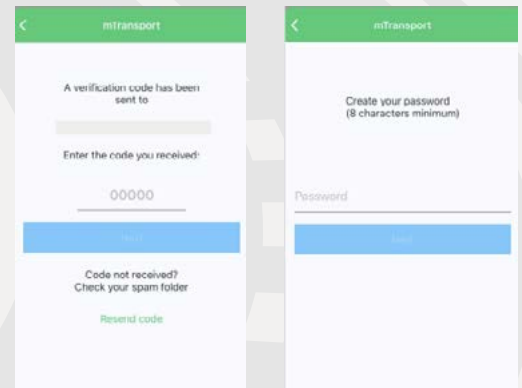 mTransport
A verification code has been
sent to
Enter the code you received:
00000
Code not received?
Check your spam folder
Resend code
mTransport
Create your password
(8 characters minimum)
Password